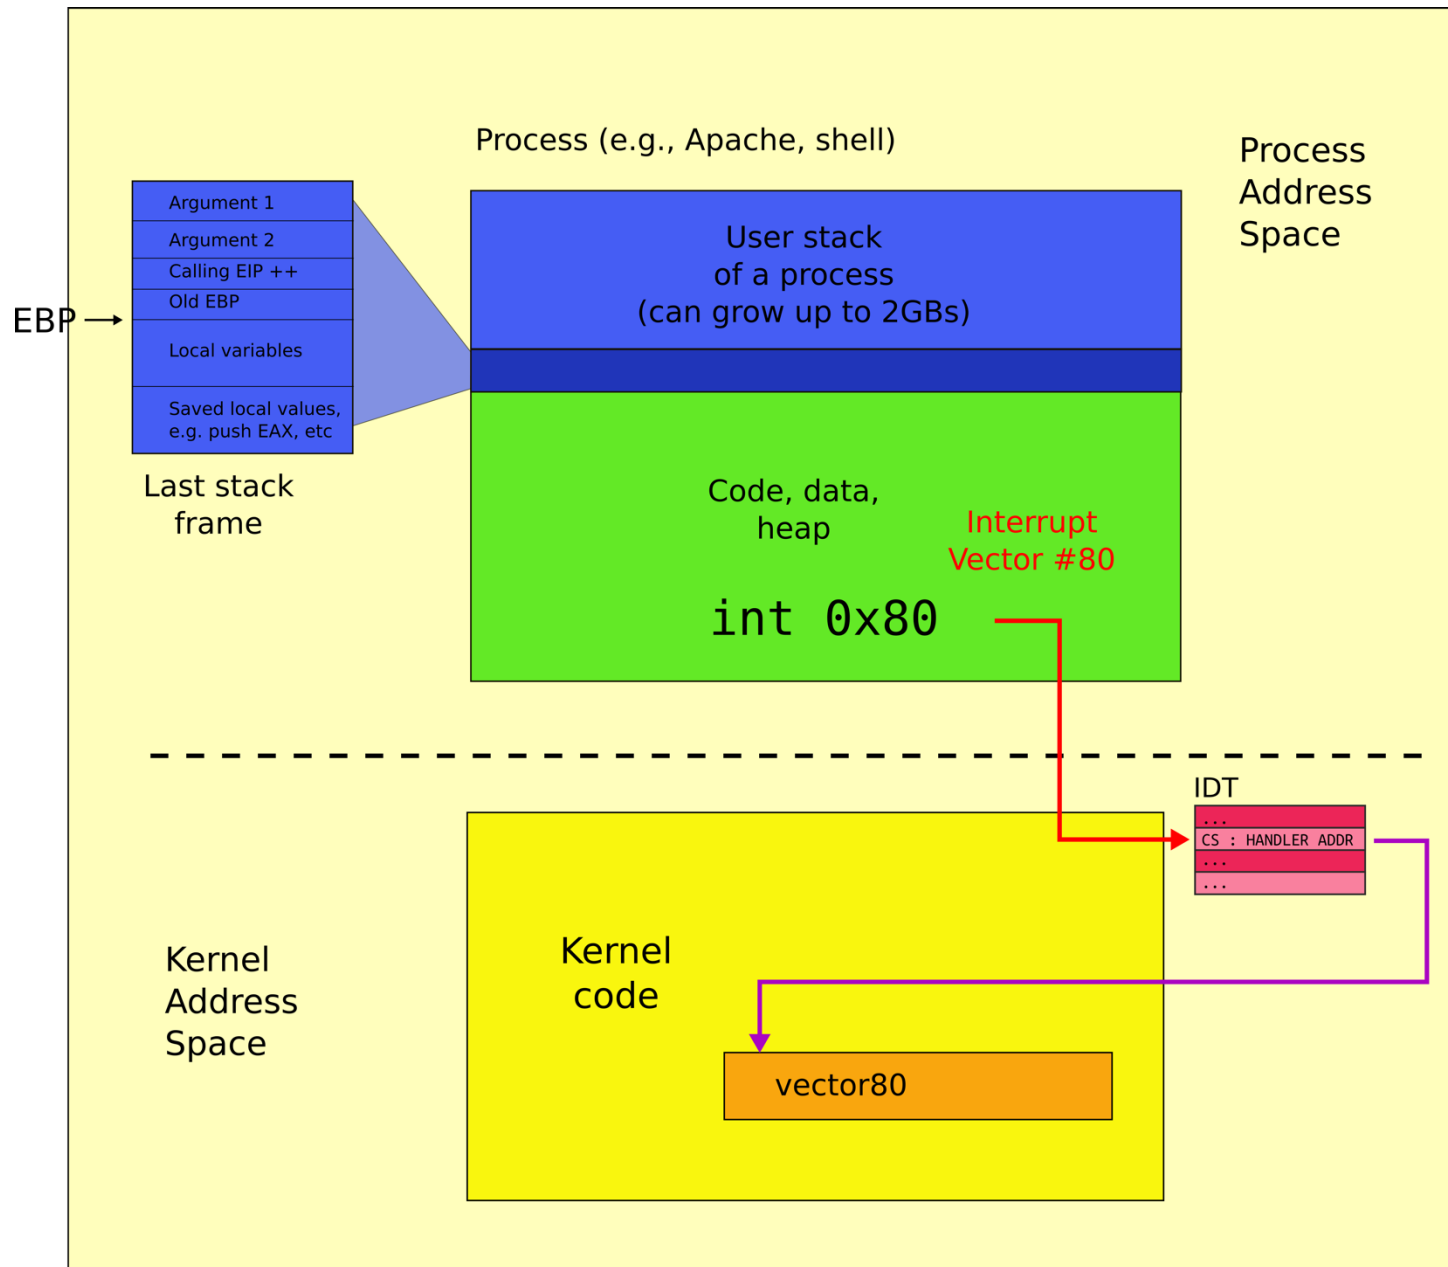 Process (e.g., Apache, shell)
Process
Address
Space
Argument 1
Argument 2
Calling EIP ++
Old EBP
EBP
Local variables
Saved local values,
e.g. push EAX, etc
Last stack
frame
User stack
of a process
(can grow up to 2GBs)
Code, data,
heap
Interrupt
Vector #80
int 0x80
IDT
...
CS : HANDLER ADDR
...
...
Kernel
Address
Space
Kernel
code
vector80